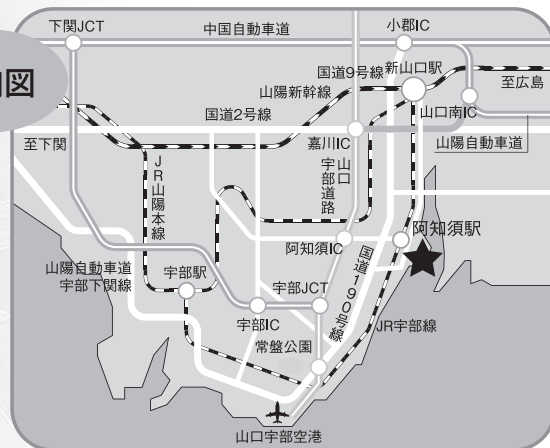 内図
下関JCT
中国自動車道
小郡IC
国道9号線
新山口駅
山陽新幹線
至広島
国道2号線
山口南IC
至下関
嘉川IC
山陽自動車道
JR山陽本線
山口
宇部道路
阿知須駅
阿知須IC
山陽自動車道
宇部下関線
宇部駅
宇部JCT
国道190号線
宇部IC
JR宇部線
常盤公園
山口宇部空港